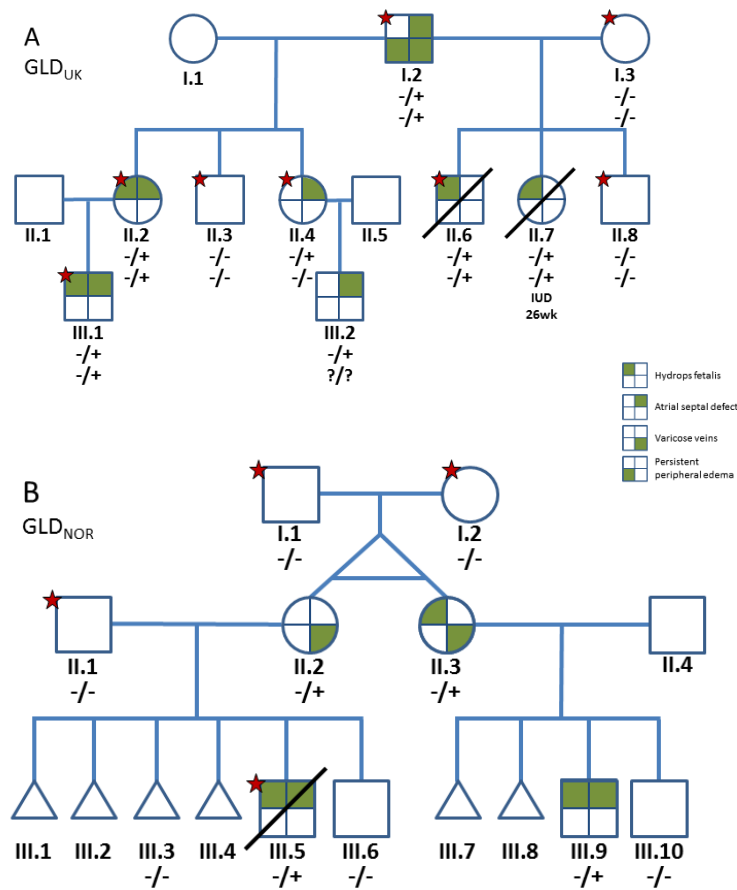 A
GLDUK
I.1
I.2
-/+
-/+
I.3
-/-
-/-
II.1
II.2
-/+
-/+
II.3
-/-
-/-
II.4
-/+
-/-
II.5
II.6
-/+
-/+
II.7
-/+
-/+
IUD
26wk
II.8
-/-
-/-
III.1
-/+
-/+
III.2
-/+
?/?
Hydrops fetalis
Atrial septal defect
Varicose veins
Persistent
peripheral edema
B
GLDNOR
I.1
-/-
I.2
-/-
II.1
-/-
II.2
-/+
II.3
-/+
II.4
III.1
III.2
III.3
-/-
III.4
III.5
-/+
III.6
-/-
III.7
III.8
III.9
-/+
III.10
-/-